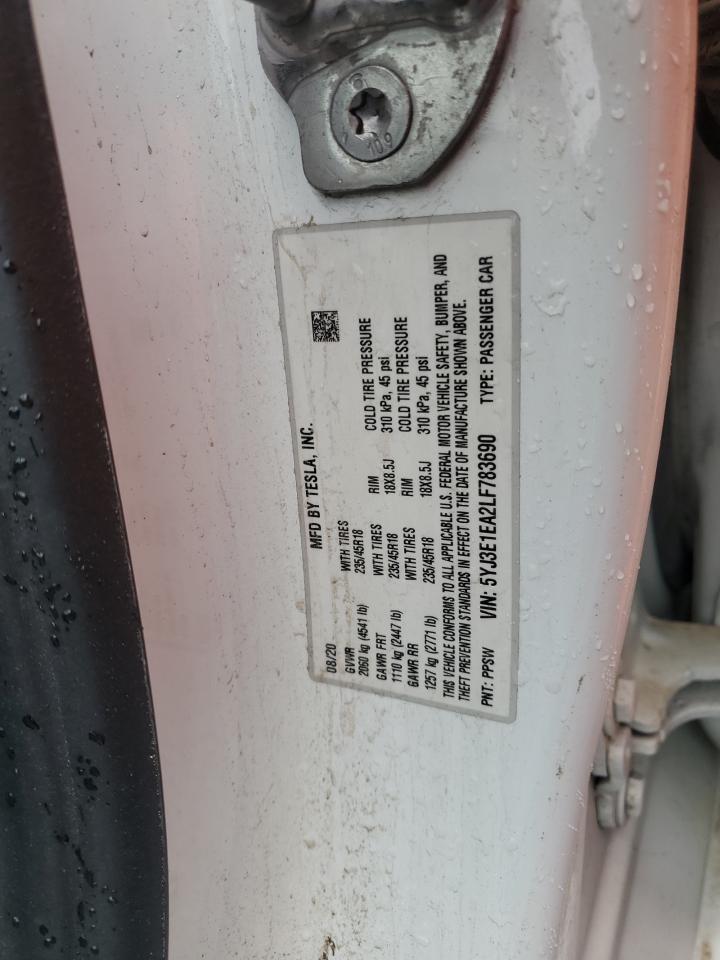 08/20 MFD BY TESLA, INC.
GVWR WITH TIRES
2060 kg (4541 lb) 235/45R18 RIM COLD TIRE PRESSURE
GAWR FRT WITH TIRES 18X8.5J 310 kPa, 45 psi
1110 kg (2447 lb) 235/45R18 RIM COLD TIRE PRESSURE
GAWR RR WITH TIRES 18X8.5J 310 kPa, 45 psi
1257 kg (2771 lb) 235/45R18
THIS VEHICLE CONFORMS TO ALL APPLICABLE U.S. FEDERAL MOTOR VEHICLE SAFETY, BUMPER, AND
THEFT PREVENTION STANDARDS IN EFFECT ON THE DATE OF MANUFACTURE SHOWN ABOVE.
PNT: PPSW VIN: 5YJ3E1EA2LF783690 TYPE: PASSENGER CAR
10.9